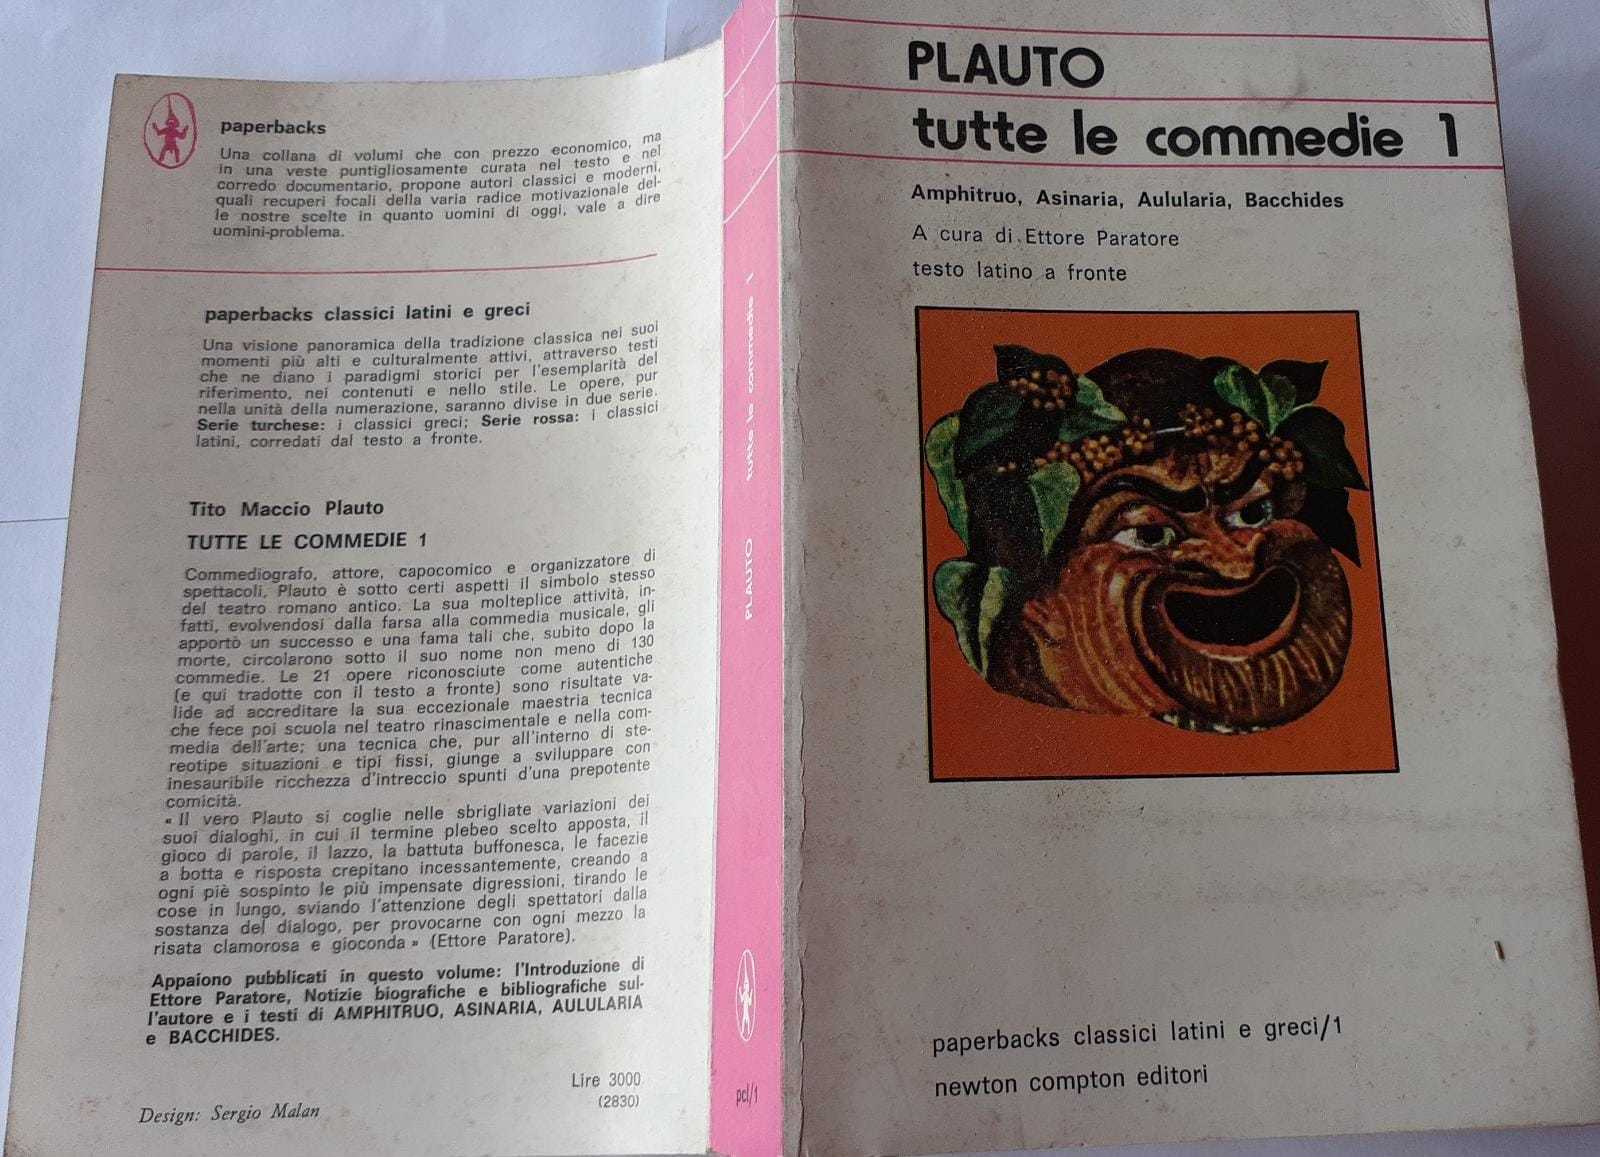 paperbacks
Una collana di volumi che con prezzo economico, ma
in una veste puntigliosamente curata nel testo e nel
corredo documentario, propone autori classici e moderni,
quali recuperi focali della varia radice motivazionale del-
le nostre scelte in quanto uomini di oggi, vale a dire
uomini-problema.
paperbacks classici latini e greci
Una visione panoramica della tradizione classica nei suoi
momenti più alti e culturalmente attivi, attraverso testi
che ne diano i paradigmi storici per l'esemplarità del
riferimento, nei contenuti e nello stile. Le opere, pur
nella unità della numerazione, saranno divise in due serie.
Serie turchese: i classici greci; Serie rossa: i classici
latini, corredati dal testo a fronte.
Tito Maccio Plauto
TUTTE LE COMMEDIE 1
Commediografo, attore, capocomico e organizzatore di
spettacoli, Plauto è sotto certi aspetti il simbolo stesso
del teatro romano antico. La sua molteplice attività, in-
fatti, evolvendosi dalla farsa alla commedia musicale, gli
apportò un successo e una fama tali che, subito dopo la
morte, circolarono sotto il suo nome non meno di 130
commedie. Le 21 opere riconosciute come autentiche
(e qui tradotte con il testo a fronte) sono risultate va-
lide ad accreditare la sua eccezionale maestria tecnica
che fece poi scuola nel teatro rinascimentale e nella com-
media dell'arte; una tecnica che, pur all'interno di ste-
reotipe situazioni e tipi fissi, giunge a sviluppare con
inesauribile ricchezza d'intreccio spunti d'una prepotente
comicità.
« Il vero Plauto si coglie nelle sbrigliate variazioni dei
suoi dialoghi, in cui il termine plebeo scelto apposta, il
gioco di parole, il lazzo, la battuta buffonesca, le facezie
a botta e risposta crepitano incessantemente, creando a
ogni piè sospinto le più impensate digressioni, tirando le
cose in lungo, sviando l'attenzione degli spettatori dalla
sostanza del dialogo, per provocarne con ogni mezzo la
risata clamorosa e gioconda » (Ettore Paratore).
Appaiono pubblicati in questo volume: l'Introduzione di
Ettore Paratore, Notizie biografiche e bibliografiche sul-
l'autore e i testi di AMPHITRUO, ASINARIA, AULULARIA
e BACCHIDES.
Lire 3000
(2830)
Design: Sergio Malan
PLAUTO tutte le commedie 1
pcl/1
PLAUTO
tutte le commedie 1
Amphitruo, Asinaria, Aulularia, Bacchides
A cura di Ettore Paratore
testo latino a fronte
paperbacks classici latini e greci/1
newton compton editori